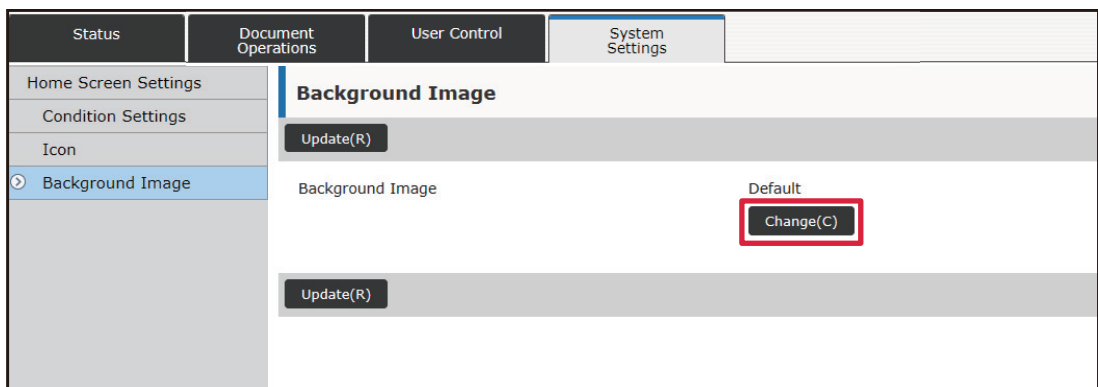 Status
Document
Operations
User Control
System
Settings
Home Screen Settings
Condition Settings
Icon
Background Image
Background Image
Update(R)
Background Image
Default
Change(C)
Update(R)